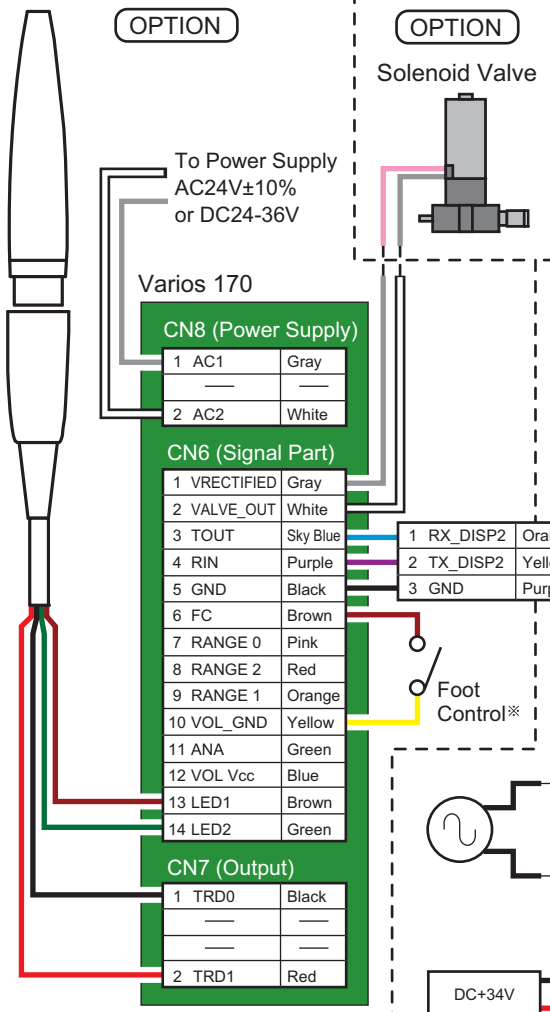 OPTION
OPTION
Solenoid Valve
To Power Supply
AC24V±10%
or DC24-36V
Varios 170
CN8 (Power Supply)
1 AC1 Gray
2 AC2 White
CN6 (Signal Part)
1 VRECTIFIED Gray
2 VALVE_OUT White
3 TOUT Sky Blue
4 RIN Purple
5 GND Black
6 FC Brown
7 RANGE 0 Pink
8 RANGE 2 Red
9 RANGE 1 Orange
10 VOL_GND Yellow
11 ANA Green
12 VOL Vcc Blue
13 LED1 Brown
14 LED2 Green
1 RX_DISP2
2 TX_DISP2
3 GND
Foot
Control※
CN7 (Output)
1 TRD0 Black
2 TRD1 Red
DC+34V